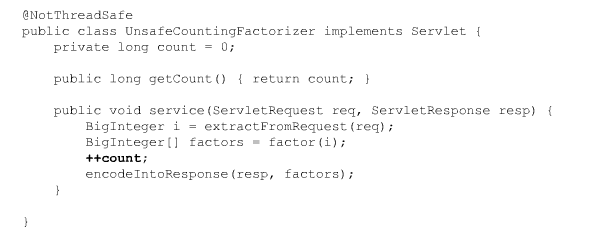 @NotThreadSafe
public class UnsafeCountingFactorizer implements Servlet {
    private long count = 0;

    public long getCount() { return count; }

    public void service(ServletRequest req, ServletResponse resp) {
        BigInteger i = extractFromRequest(req);
        BigInteger[] factors = factor(i);
        ++count;
        encodeIntoResponse(resp, factors);
    }

}